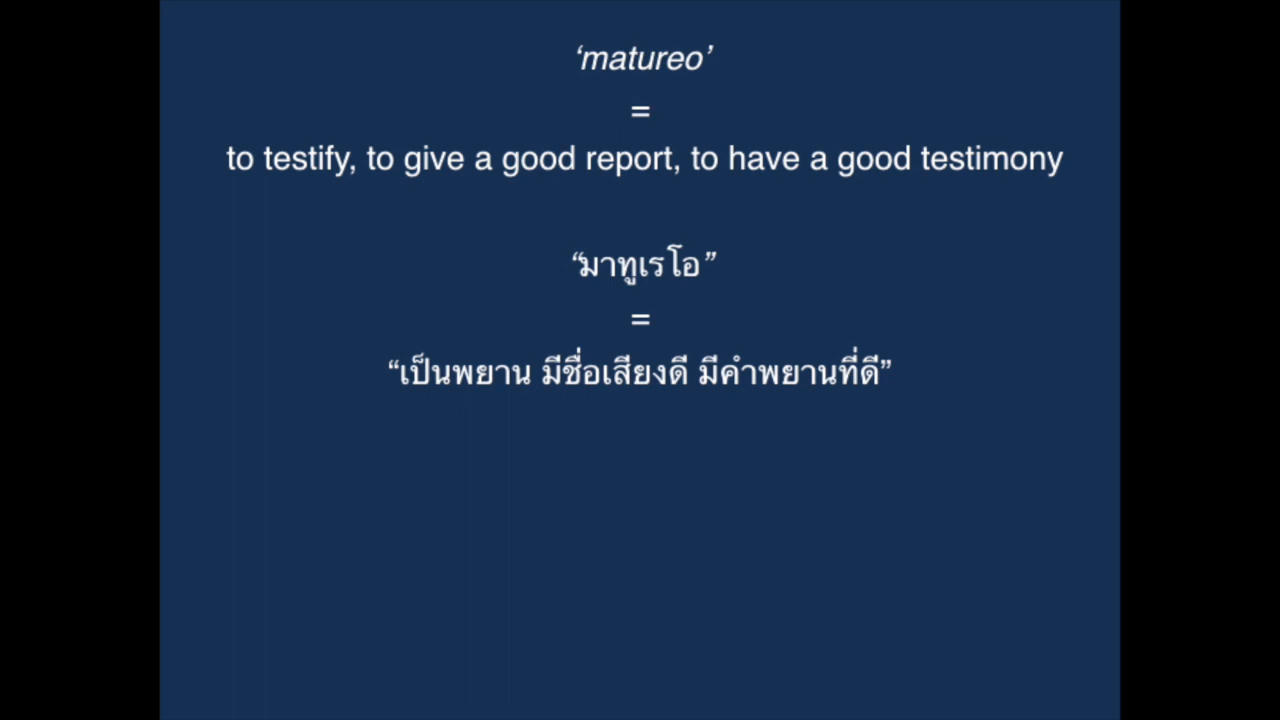 ‘matureo’
=
to testify, to give a good report, to have a good testimony
“มาทูเรโอ”
=
“เป็นพยาน มีชื่อเสียงดี มีคำพยานที่ดี”